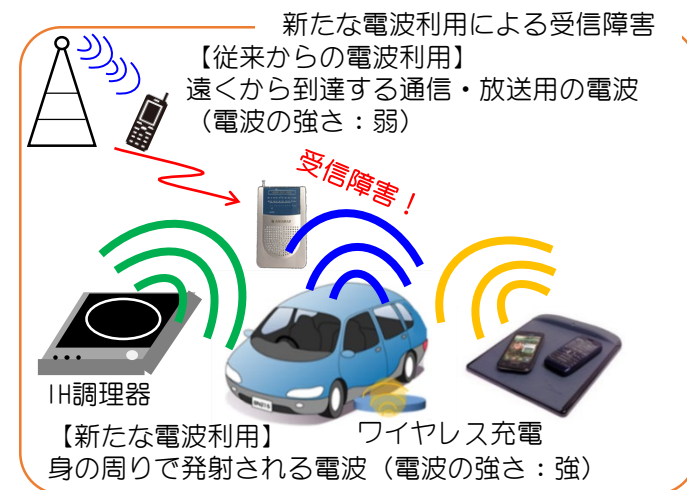 新たな電波利用による受信障害
【従来からの電波利用】
遠くから到達する通信・放送用の電波
（電波の強さ：弱）
受信障害！
IH調理器
ワイヤレス充電
【新たな電波利用】
身の周りで発射される電波（電波の強さ：強）